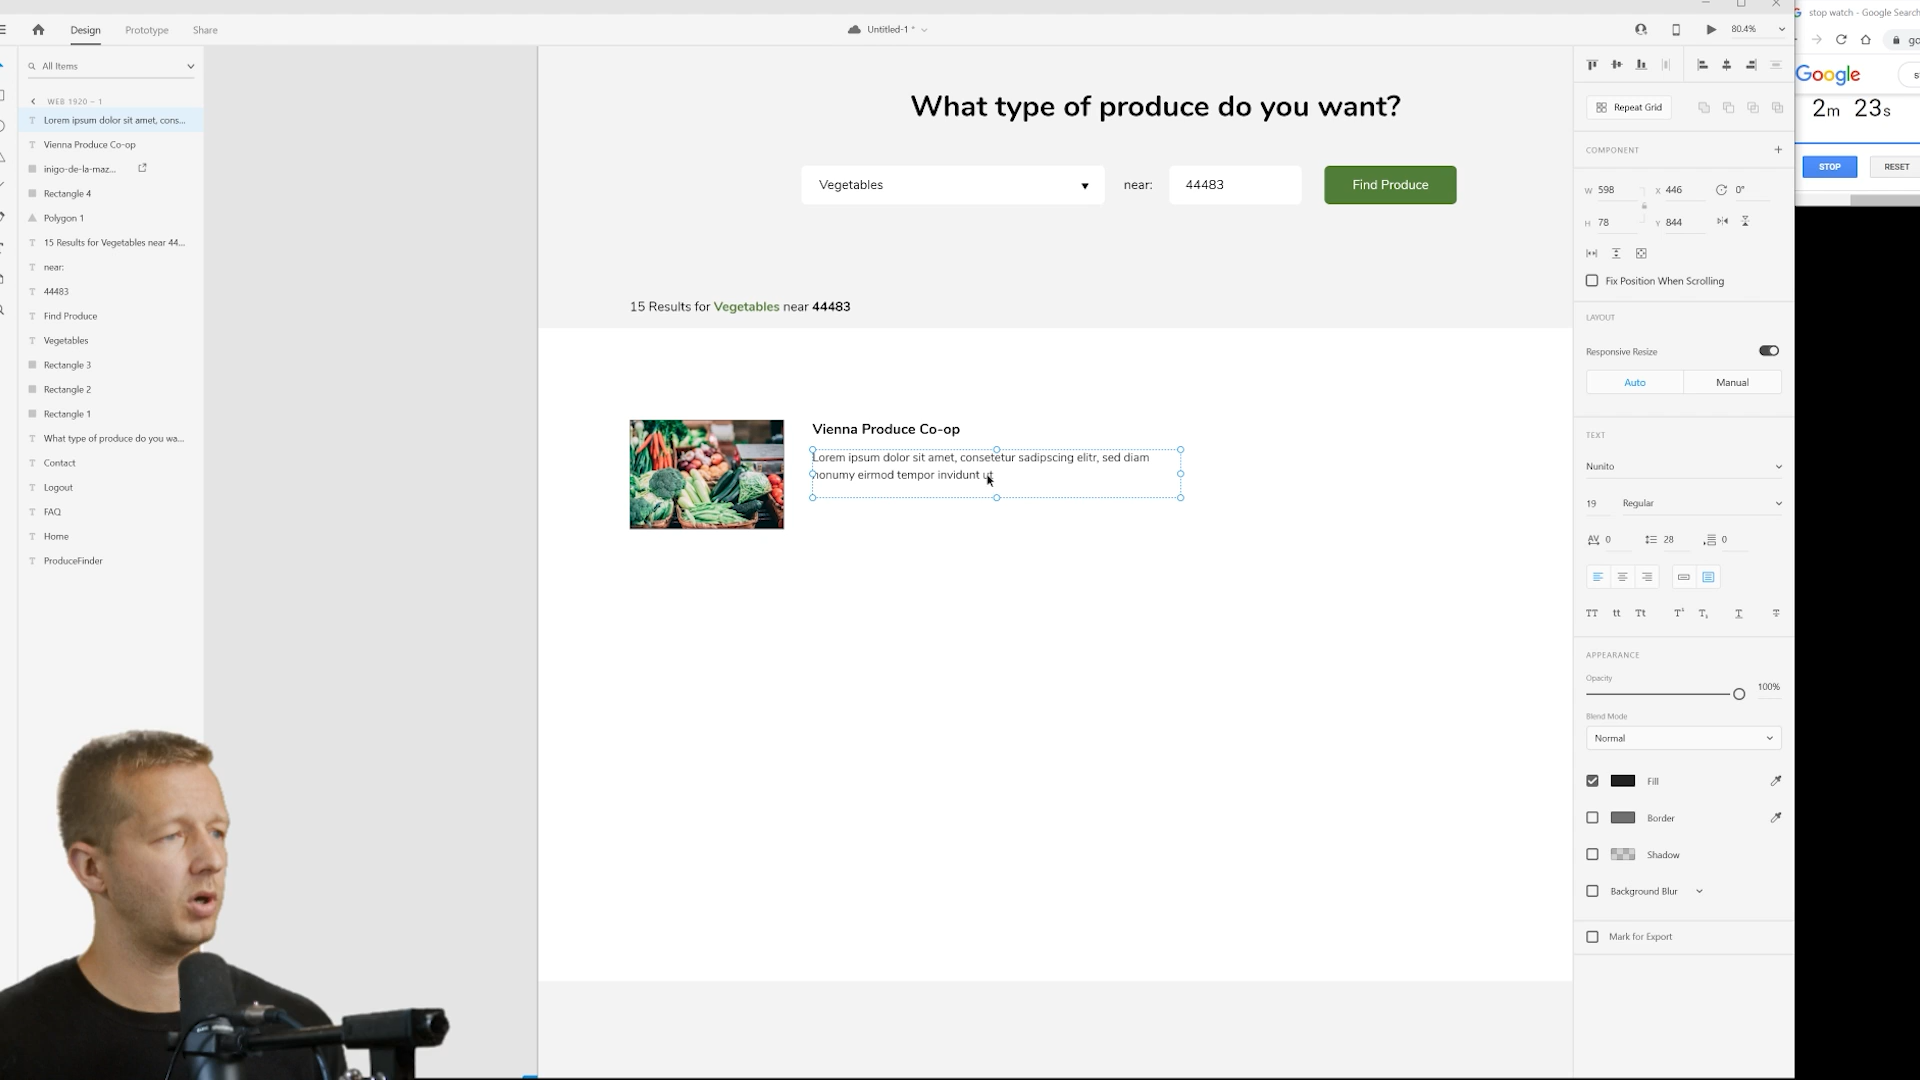 stop watch - Google Search
Design
Prototype
Share
Untitled-1 *
80.4%
All Items
WEB 1920 – 1
Lorem ipsum dolor sit amet, cons...
Vienna Produce Co-op
inigo-de-la-maz...
Rectangle 4
Polygon 1
15 Results for Vegetables near 44...
near:
44483
Find Produce
Vegetables
Rectangle 3
Rectangle 2
Rectangle 1
What type of produce do you wa...
Contact
Logout
FAQ
Home
ProduceFinder
What type of produce do you want?
Vegetables
near:
44483
Find Produce
15 Results for Vegetables near 44483
Vienna Produce Co-op
Lorem ipsum dolor sit amet, consetetur sadipscing elitr, sed diam
nonumy eirmod tempor invidunt ut
Repeat Grid
COMPONENT
W 598
X 446
0°
H 78
Y 844
Fix Position When Scrolling
LAYOUT
Responsive Resize
Auto
Manual
TEXT
Nunito
19
Regular
AV 0
28
0
TT tt Tt T¹ T₁ T T
APPEARANCE
Opacity
100%
Blend Mode
Normal
Fill
Border
Shadow
Background Blur
Mark for Export
go
Google
s
2m 23s
STOP
RESET